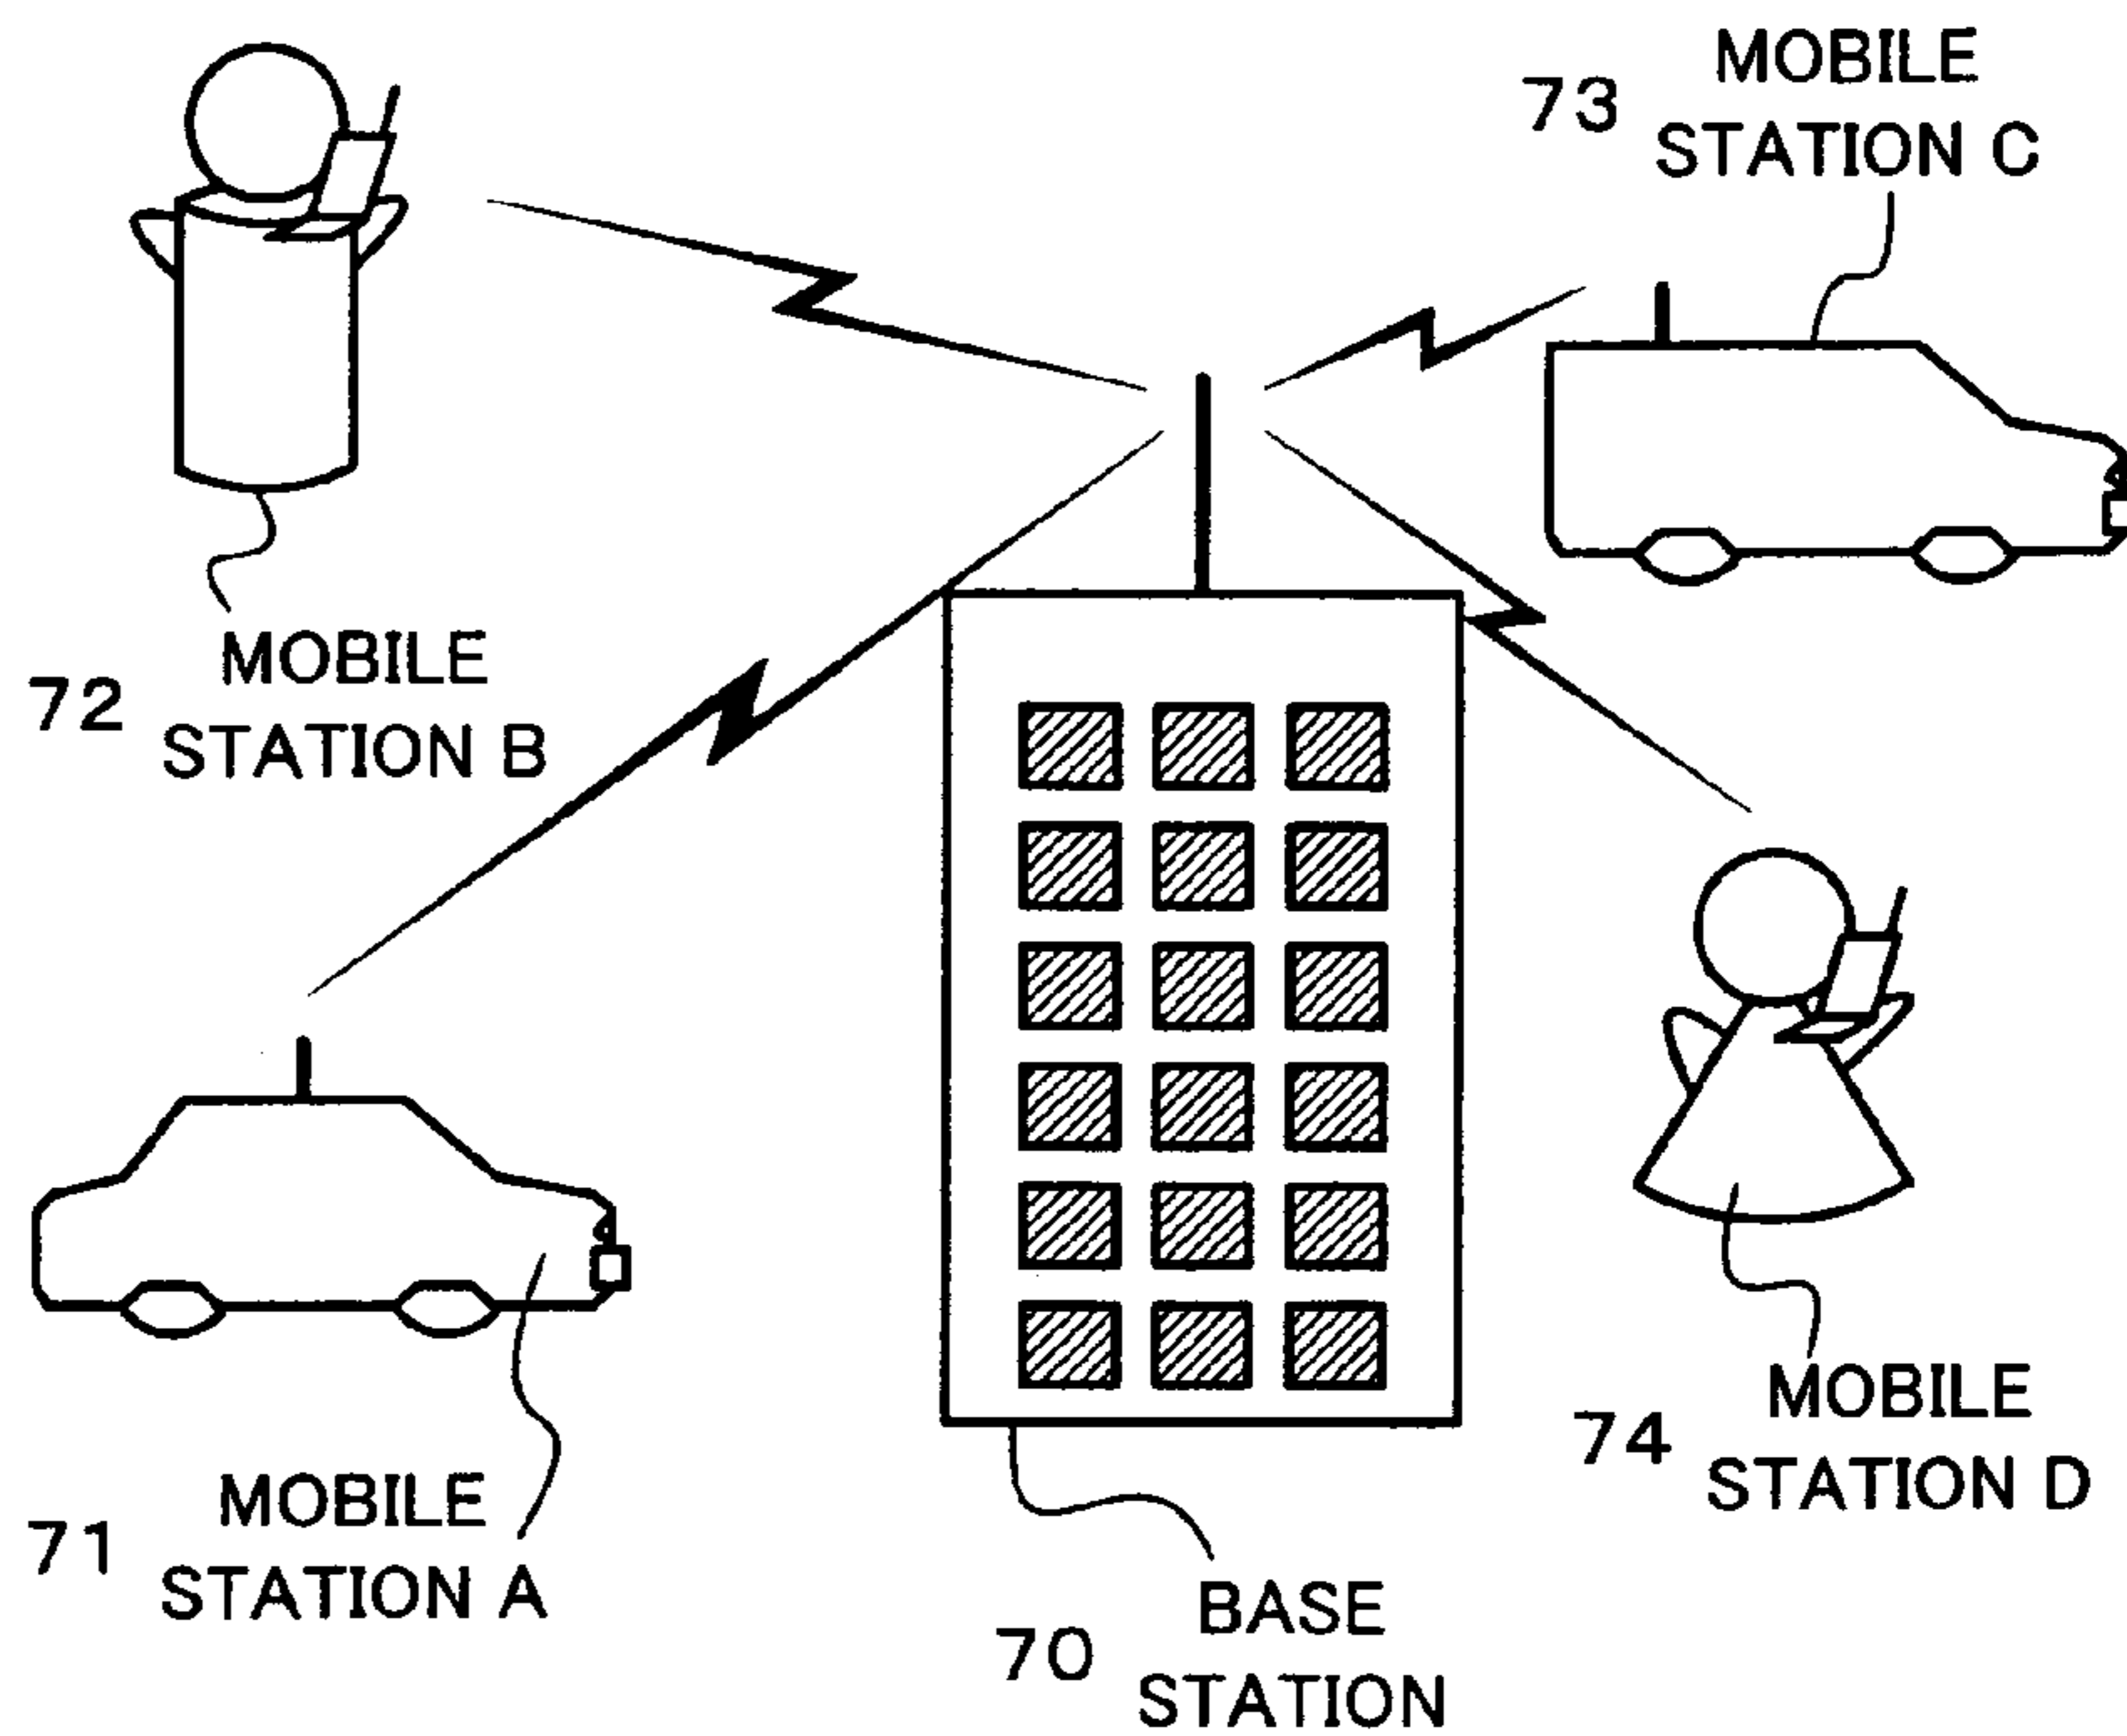 73 MOBILE
STATION C
72 MOBILE
STATION B
74 MOBILE
STATION D
71 MOBILE
STATION A
70 BASE
STATION